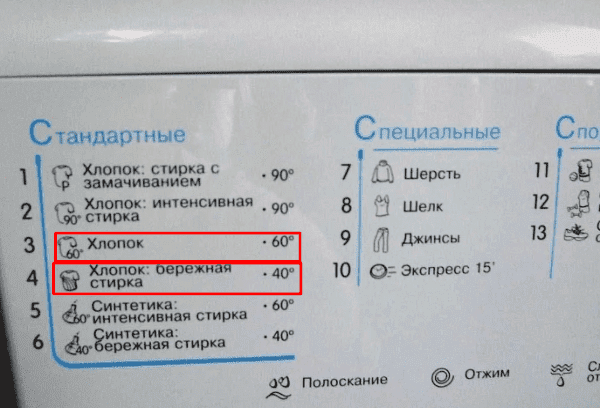 Стандартные
1 Хлопок: стирка с
замачиванием · 90°
2 Хлопок: интенсивная
90° стирка · 90°
3 Хлопок · 60°
60°
4 Хлопок: бережная
стирка · 40°
5 Синтетика: · 60°
60° интенсивная стирка
6 Синтетика: · 40°
40° бережная стирка
Специальные
7 Шерсть
8 Шелк
9 Джинсы
10 = Экспресс 15'
Спо
11
12
13
Полоскание
Отжим
Сл
от